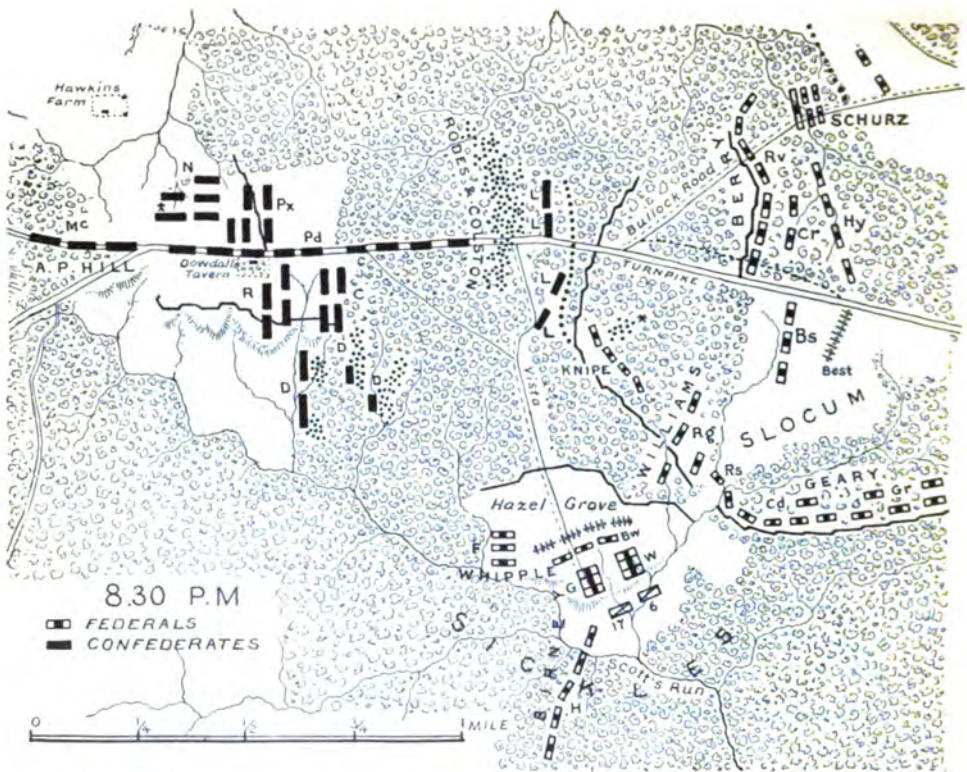 Hawkins
Farm
SCHURZ
RODES & COLSTON
BERRY
Bullock Road
Rv
Hy
Cr
N
Px
Mc
Pd
A.P. HILL
Dowdall's
Tavern
TURNPIKE
R
C
L
L
L
L
D
D
D
KNIPE
WILLIAMS
Rg
Bs
Best
SLOCUM
Rs
GEARY
Cd
Gr
Hazel Grove
Bw
W
WHIPPLE
G
17
6
BIRNEY
H
SICKLES
Scott's Run
8.30 P.M
FEDERALS
CONFEDERATES
0
1/4
1/2
3/4
1 MILE